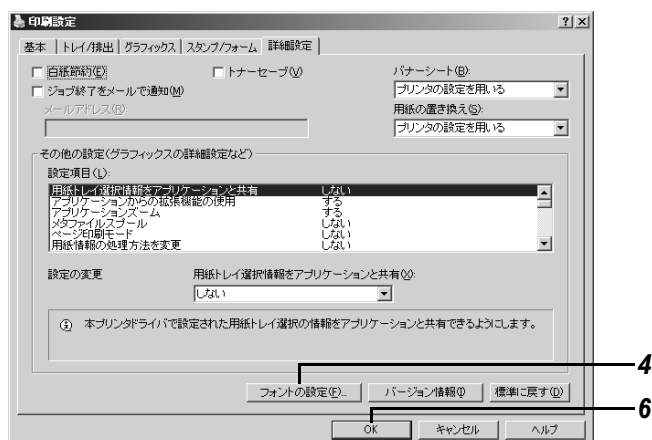 印刷設定
基本 トレイ/排出 グラフィックス スタンプ/フォーム 詳細設定
白紙節約(E) トナーセーブ(V) バナーシート(B):
ジョブ終了をメールで通知(M) プリンタの設定を用いる
メールアドレス(R): 用紙の置き換え(S):
プリンタの設定を用いる
その他の設定(グラフィックスの詳細設定など)
設定項目(L):
用紙トレイ選択情報をアプリケーションと共有 しない
アプリケーションからの拡張機能の使用 する
アプリケーションズーム する
メタファイルスプール しない
ページ印刷モード しない
用紙情報の処理方法を変更 しない
設定の変更 用紙トレイ選択情報をアプリケーションと共有(X):
しない
本プリンタドライバで設定された用紙トレイ選択の情報をアプリケーションと共有できるようにします。
4
フォントの設定(F)... バージョン情報(I) 標準に戻す(D)
6
OK キャンセル ヘルプ